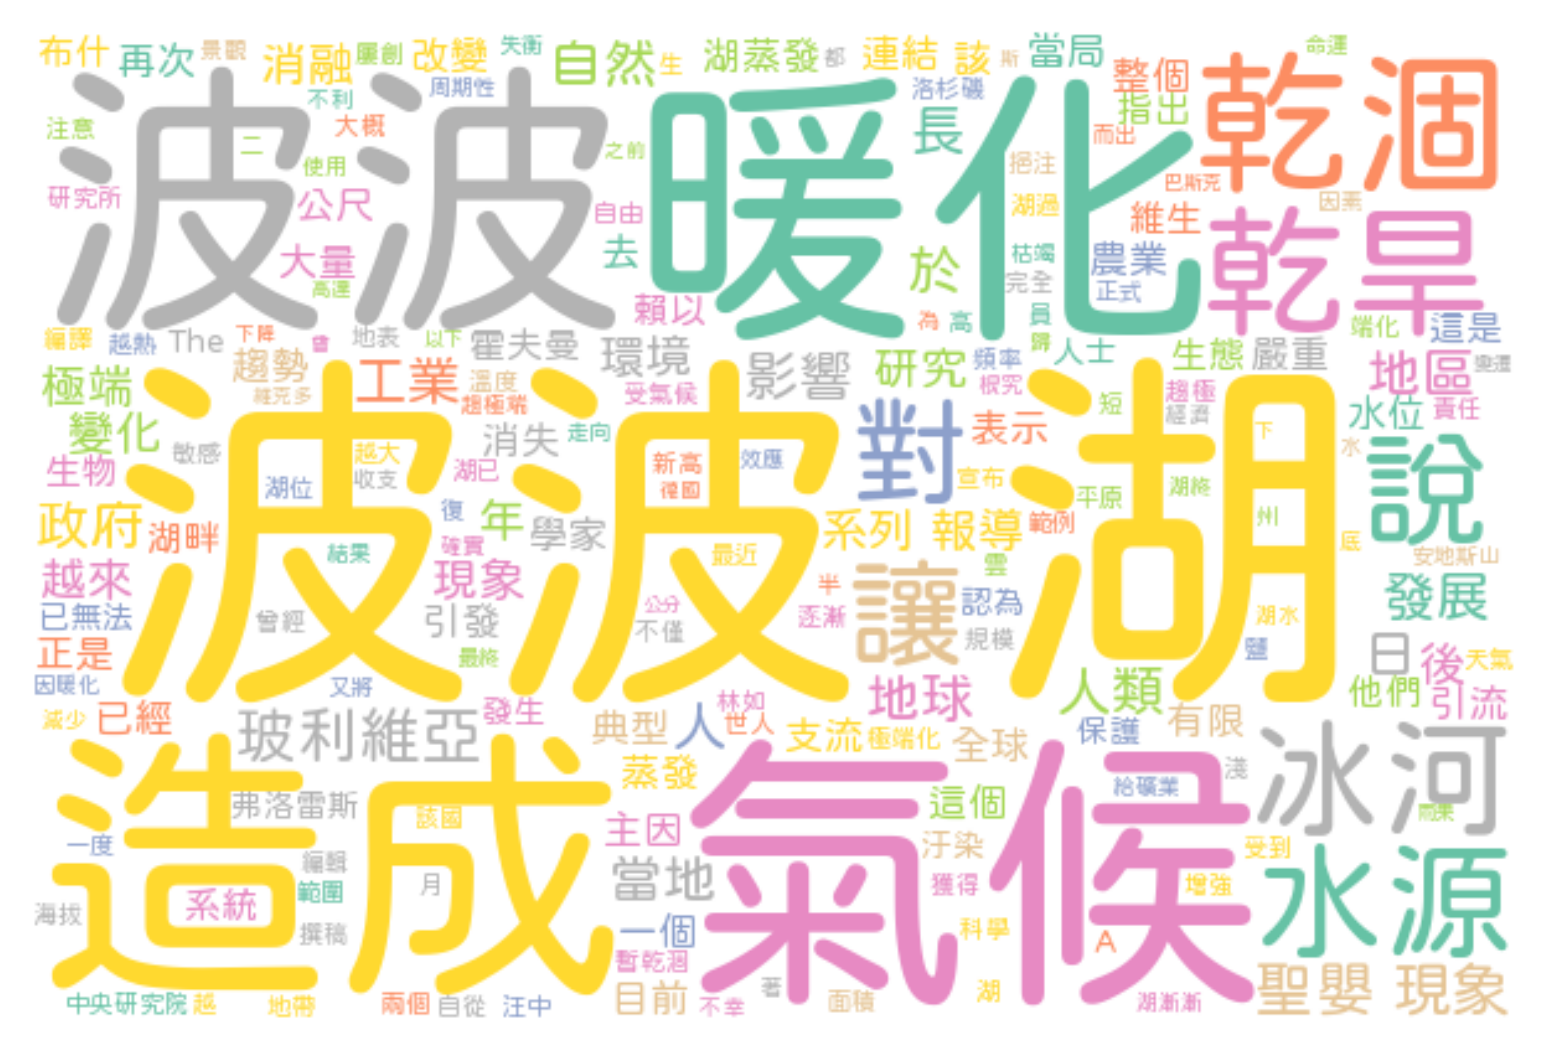 布什 再次 景觀 消融 屢創 改變 失衡 自然 生 湖蒸發 都 連結 該 斯 當局 命運
波波 暖化 乾涸
不利 周期性 洛杉磯 整個 指出
注意 二 大概 使用 之前 長 而出
研究所 公尺 自由 挹注 巴斯克 因素
湖過 維生 乾旱
大量 高達 去 於 枯竭 農業
賴以 完全 正式
編譯 越熱 The 下降 曾 地表 以下 霍夫曼 環境 為 高 員 端化 這是
趨勢 影響 研究 頻率 歸 人士 生態 嚴重 地區 變遷
極端 維克多 工業 溫度 趨極端 受氣候 根究 趨極
波波湖
變化 敏感 消失 走向 對 表示 短 經濟 水位 責任
生物 越大 收支 湖已 新高 德國 效應 宣布 下 水 說
湖位 平原 湖終
政府 湖畔 復 年 學家 系列 報導 範例 州 底
結果 確實 最近 安地斯山
越來 現象 雲 半 讓 發展
已無法 曾經 引發 公分 不僅 逐漸 認為 湖水
正是 最終 規模 鹽 日 後 天氣
因暖化 又將 地球 人類 他們 引流
減少 已經 玻利維亞 發生 典型 人 林如 世人 支流 極端化 全球 保護 有限 冰河
造成 蒸發 氣候 給礦業 淺
弗洛雷斯 該國 主因 這個
一度 編輯 當地 汙染 受到 水源
系統 範圍 月 獲得 增強
海拔 撰稿 一個 科學 A
暫乾涸 聖嬰 現象
中央研究院 越 地帶 兩個 自從 汪中 目前 不幸 著 面積 湖 湖漸漸